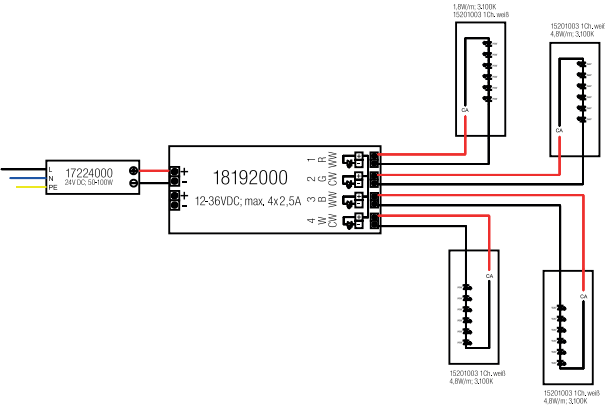 1,8W/m; 3.100K
15201003 1Ch. weiß
15201003 1Ch. weiß
4,8W/m; 3.100K
CA
CA
L
N
PE
17224000
24V DC; 50-100W
+
-
+
-
18192000
12-36VDC; max. 4x2,5A
1 R WW
2 G CW
3 B WW
4 W CW
CA
CA
15201003 1Ch. weiß
4,8W/m; 3.100K
15201003 1Ch. weiß
4,8W/m; 3.100K